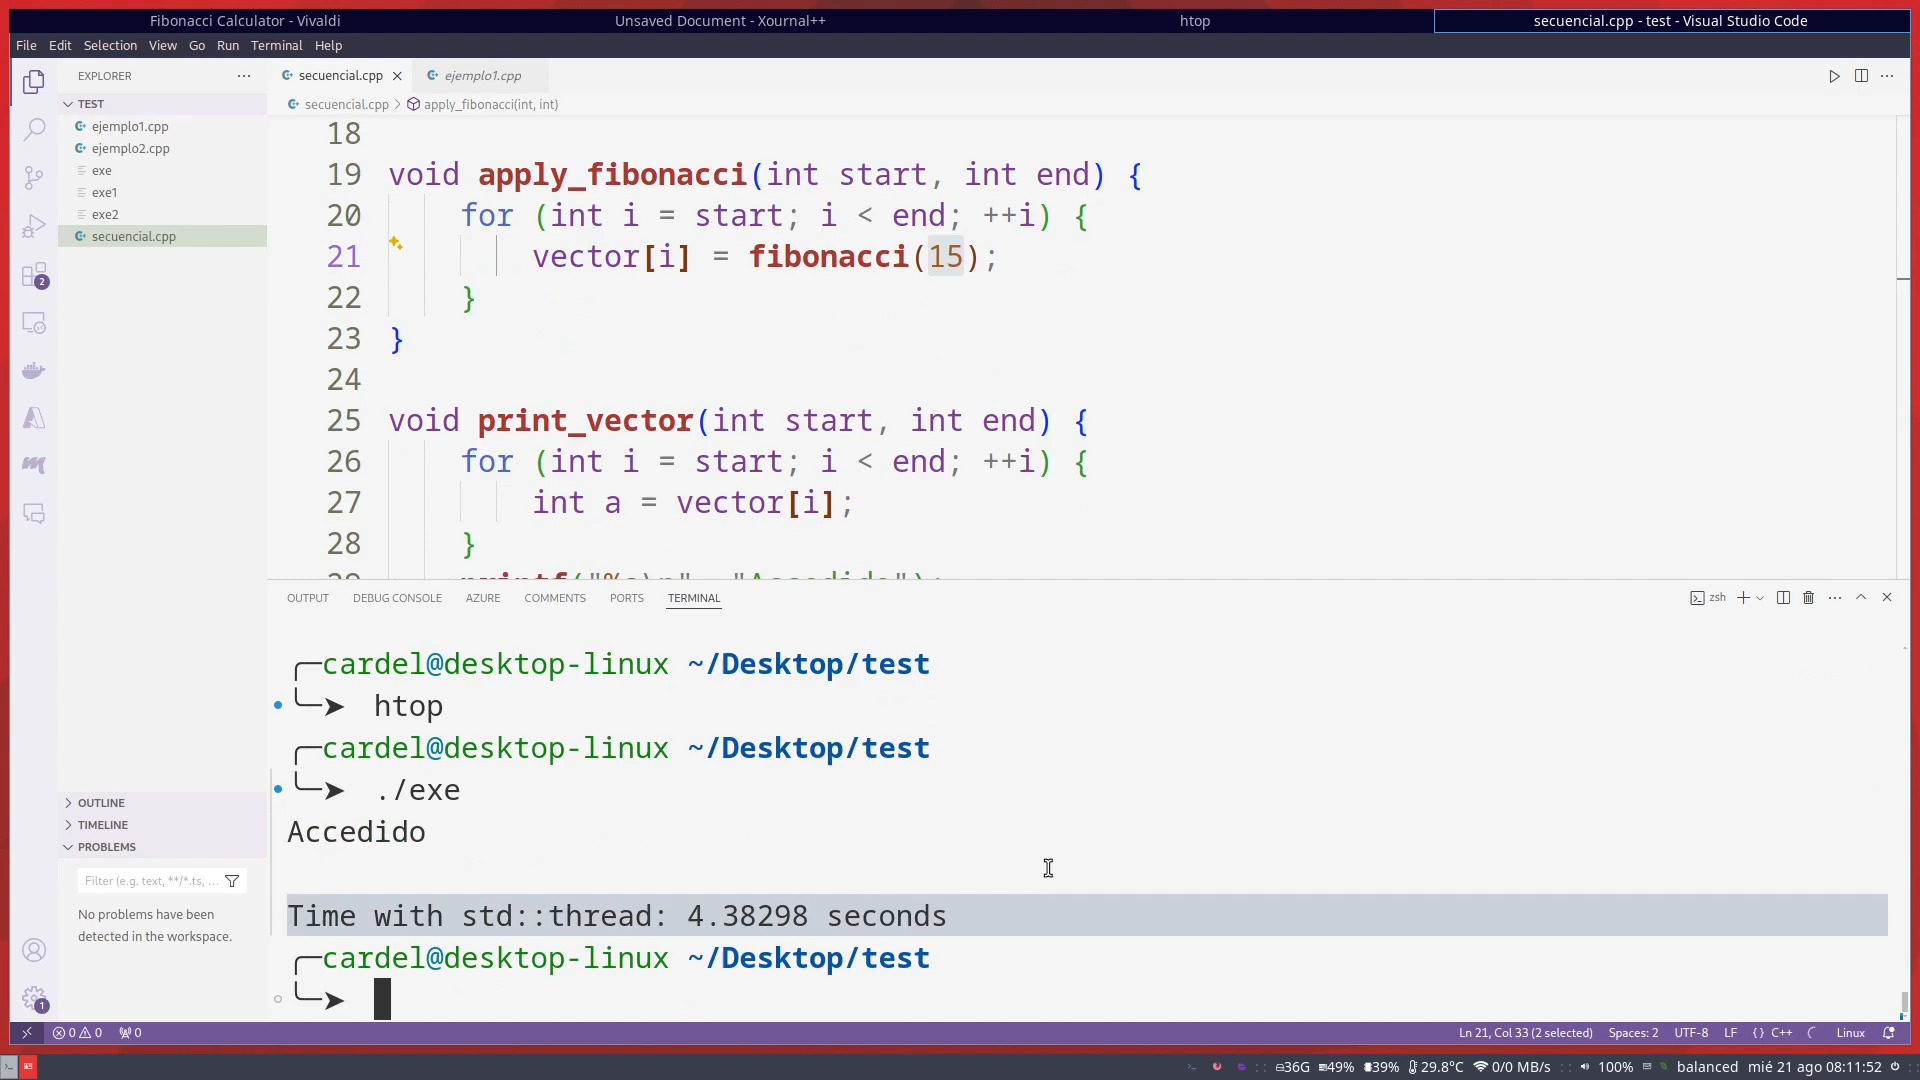 Fibonacci Calculator - Vivaldi
Unsaved Document - Xournal++
htop
secuencial.cpp - test - Visual Studio Code
File Edit Selection View Go Run Terminal Help
EXPLORER
TEST
ejemplo1.cpp
ejemplo2.cpp
exe
exe1
exe2
secuencial.cpp
2
OUTLINE
TIMELINE
PROBLEMS
Filter (e.g. text, **/*.ts, ...
No problems have been
detected in the workspace.
1
secuencial.cpp
ejemplo1.cpp
secuencial.cpp > apply_fibonacci(int, int)
18
19 void apply_fibonacci(int start, int end) {
20 for (int i = start; i < end; ++i) {
21 vector[i] = fibonacci(15);
22 }
23 }
24
25 void print_vector(int start, int end) {
26 for (int i = start; i < end; ++i) {
27 int a = vector[i];
28 }
29 printf("%s\n", "Accedido");
OUTPUT DEBUG CONSOLE AZURE COMMENTS PORTS TERMINAL
zsh
cardel@desktop-linux ~/Desktop/test
htop
cardel@desktop-linux ~/Desktop/test
./exe
Accedido
Time with std::thread: 4.38298 seconds
cardel@desktop-linux ~/Desktop/test
0 0 0
Ln 21, Col 33 (2 selected) Spaces: 2 UTF-8 LF {} C++ Linux
36G 49% 39% 29.8°C 0/0 MB/s 100% balanced mié 21 ago 08:11:52